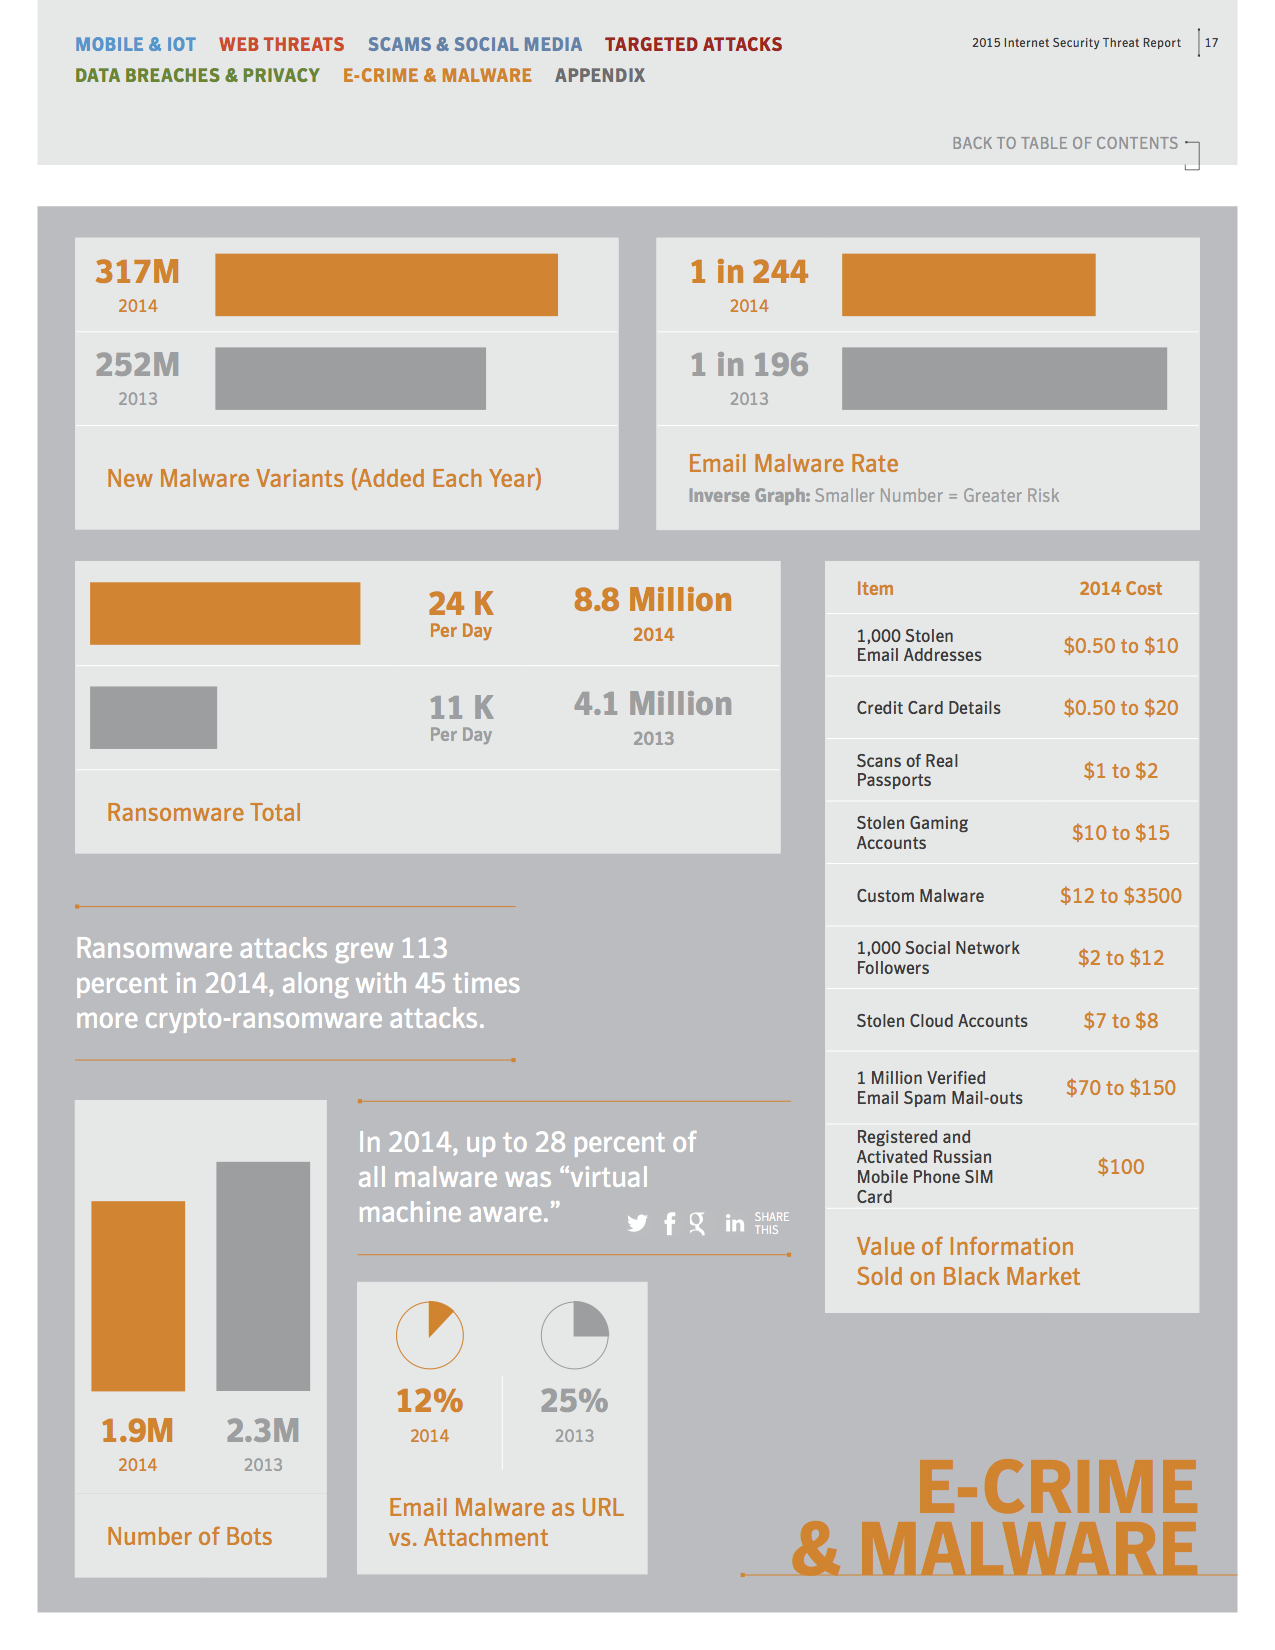 MOBILE & IOT WEB THREATS SCAMS & SOCIAL MEDIA TARGETED ATTACKS
DATA BREACHES & PRIVACY E-CRIME & MALWARE APPENDIX
2015 Internet Security Threat Report 17
BACK TO TABLE OF CONTENTS
317M
2014
252M
2013
New Malware Variants (Added Each Year)
1 in 244
2014
1 in 196
2013
Email Malware Rate
Inverse Graph: Smaller Number = Greater Risk
24 K
Per Day
8.8 Million
2014
11 K
Per Day
4.1 Million
2013
Ransomware Total
Item 2014 Cost
1,000 Stolen
Email Addresses
$0.50 to $10
Credit Card Details $0.50 to $20
Scans of Real
Passports
$1 to $2
Stolen Gaming
Accounts
$10 to $15
Custom Malware $12 to $3500
1,000 Social Network
Followers
$2 to $12
Stolen Cloud Accounts $7 to $8
1 Million Verified
Email Spam Mail-outs
$70 to $150
Registered and
Activated Russian
Mobile Phone SIM
Card
$100
Value of Information
Sold on Black Market
Ransomware attacks grew 113
percent in 2014, along with 45 times
more crypto-ransomware attacks.
In 2014, up to 28 percent of
all malware was “virtual
machine aware.”
SHARE
THIS
1.9M
2014
2.3M
2013
Number of Bots
12%
2014
25%
2013
Email Malware as URL
vs. Attachment
E-CRIME
& MALWARE